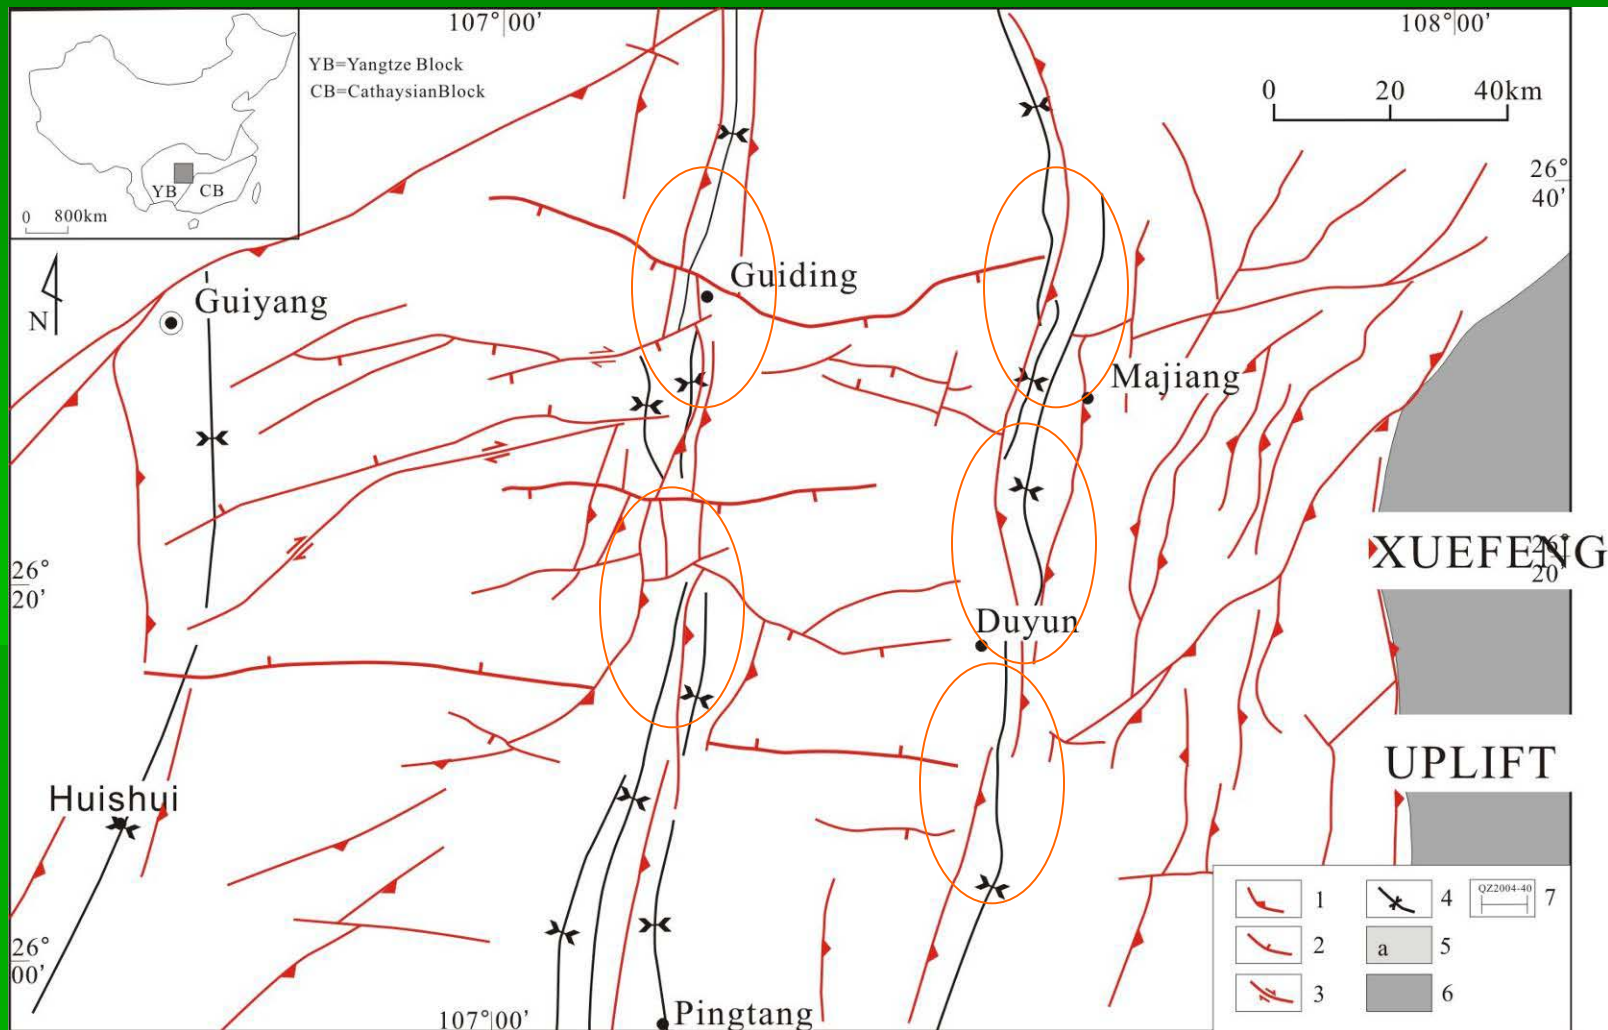 107°00'
108°00'
YB=Yangtze Block
CB=CathaysianBlock
0 20 40km
YB CB
0 800km
26°
40'
N
Guiyang
Guiding
Majiang
XUEFENG
26°
20'
26°
20'
Duyun
UPLIFT
Huishui
26°
00'
107°00'
Pingtang
1
2
3
4
a 5
6
QZ2004-40 7